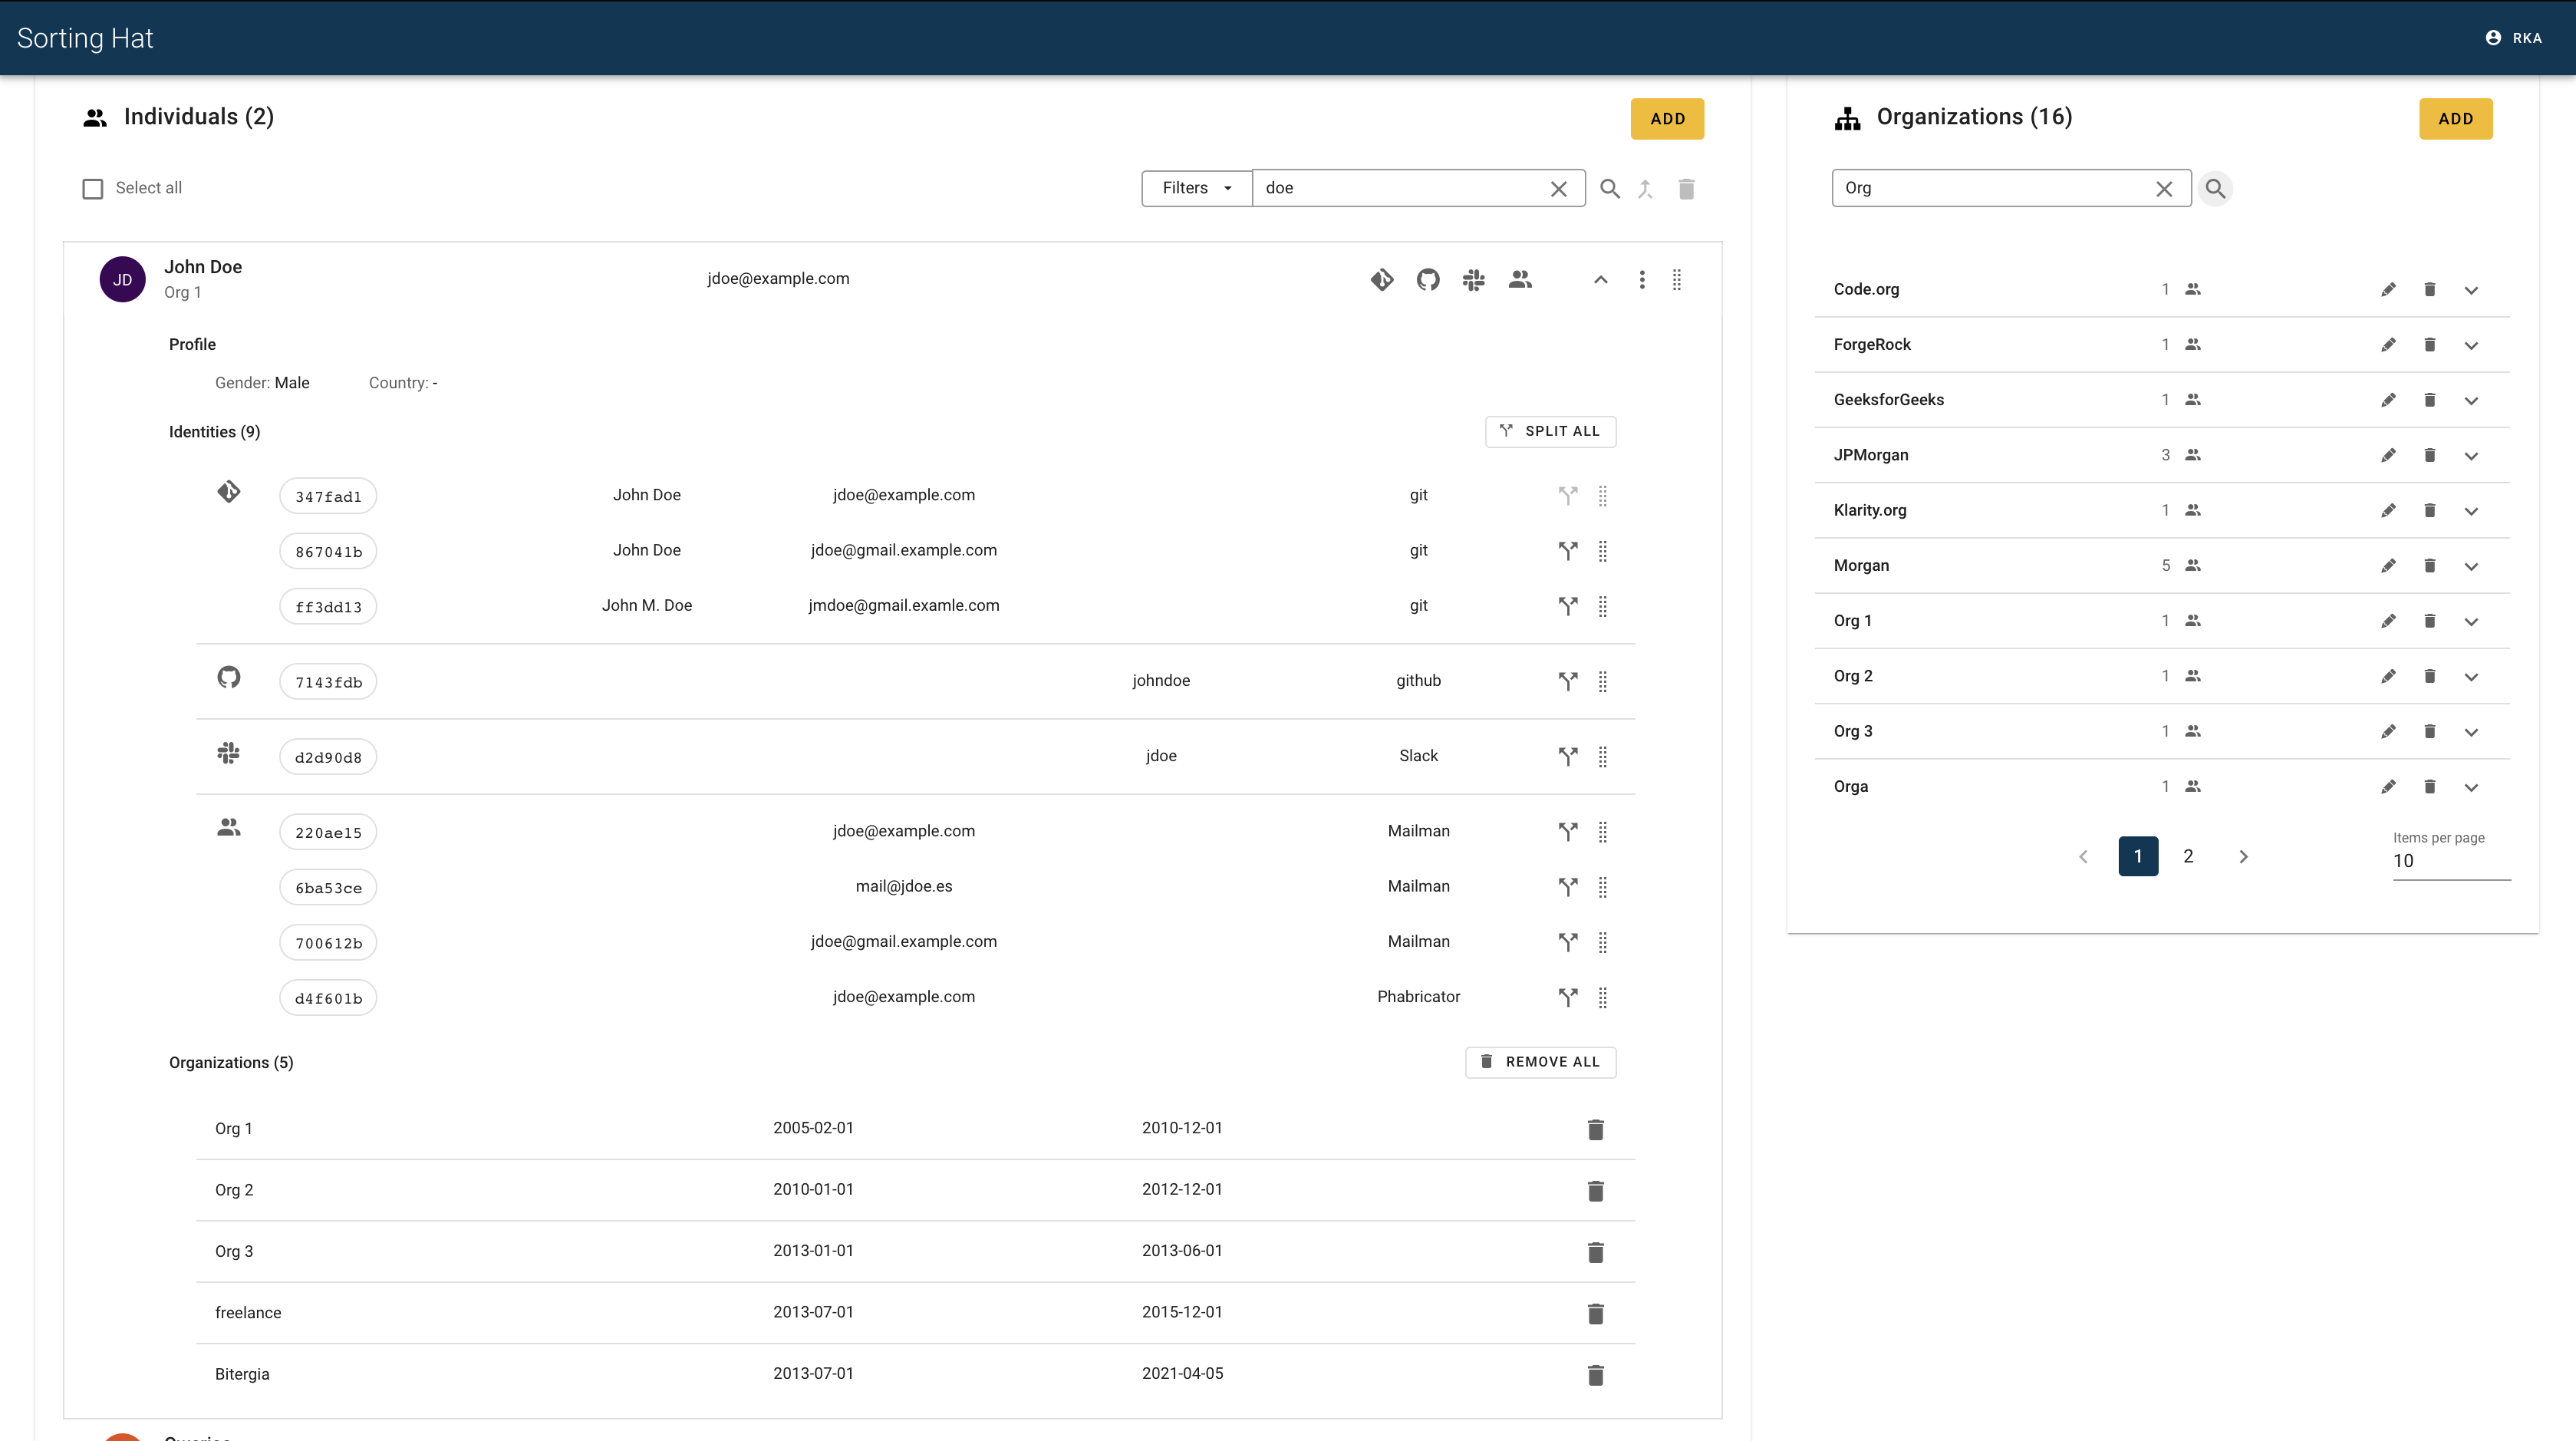 Sorting Hat
RKA
Individuals (2)
ADD
Select all
Filters
doe
JD
John Doe
Org 1
jdoe@example.com
Profile
Gender: Male Country: -
Identities (9)
SPLIT ALL
347fad1 John Doe jdoe@example.com git
867041b John Doe jdoe@gmail.example.com git
ff3dd13 John M. Doe jmdoe@gmail.examle.com git
7143fdb johndoe github
d2d90d8 jdoe Slack
220ae15 jdoe@example.com Mailman
6ba53ce mail@jdoe.es Mailman
700612b jdoe@gmail.example.com Mailman
d4f601b jdoe@example.com Phabricator
Organizations (5)
REMOVE ALL
Org 1 2005-02-01 2010-12-01
Org 2 2010-01-01 2012-12-01
Org 3 2013-01-01 2013-06-01
freelance 2013-07-01 2015-12-01
Bitergia 2013-07-01 2021-04-05
Organizations (16)
ADD
Org
Code.org 1
ForgeRock 1
GeeksforGeeks 1
JPMorgan 3
Klarity.org 1
Morgan 5
Org 1 1
Org 2 1
Org 3 1
Orga 1
1 2
Items per page
10